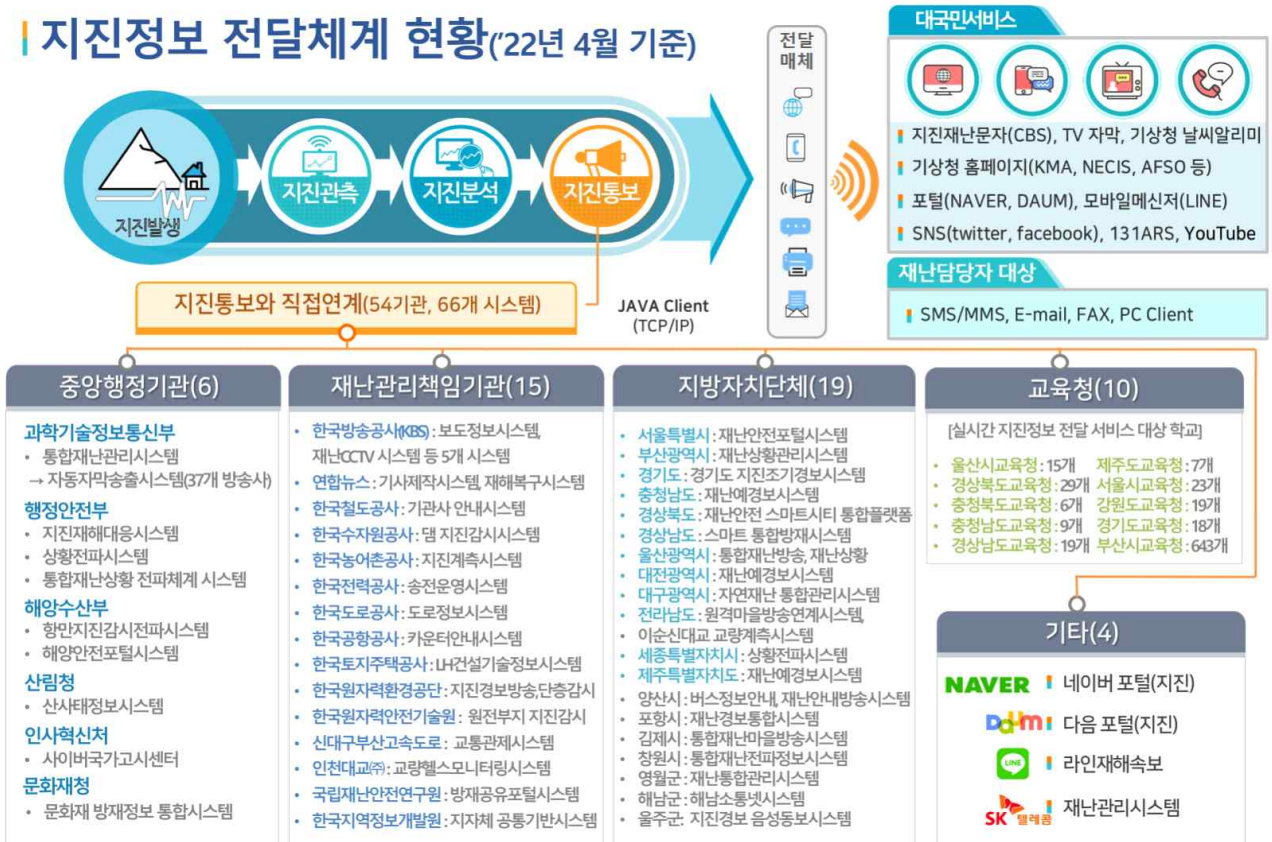 지진정보 전달체계 현황('22년 4월 기준)
지진발생
지진관측
지진분석
지진통보
전달
매체
대국민서비스
지진재난문자(CBS), TV 자막, 기상청 날씨알리미
기상청 홈페이지(KMA, NECIS, AFSO 등)
포털(NAVER, DAUM), 모바일메신저(LINE)
SNS(twitter, facebook), 131ARS, YouTube
재난담당자 대상
SMS/MMS, E-mail, FAX, PC Client
지진통보와 직접연계(54기관, 66개 시스템)
JAVA Client
(TCP/IP)
중앙행정기관(6)
과학기술정보통신부
• 통합재난관리시스템
→ 자동자막송출시스템(37개 방송사)
행정안전부
• 지진재해대응시스템
• 상황전파시스템
• 통합재난상황 전파체계 시스템
해양수산부
• 항만지진감시전파시스템
• 해양안전포털시스템
산림청
• 산사태정보시스템
인사혁신처
• 사이버국가고시센터
문화재청
• 문화재 방재정보 통합시스템
재난관리책임기관(15)
• 한국방송공사(KBS) : 보도정보시스템,
재난CCTV 시스템 등 5개 시스템
• 연합뉴스 : 기사제작시스템, 재해복구시스템
• 한국철도공사 : 기관사 안내시스템
• 한국수자원공사 : 댐 지진감시시스템
• 한국농어촌공사 : 지진계측시스템
• 한국전력공사 : 송전운영시스템
• 한국도로공사 : 도로정보시스템
• 한국공항공사 : 카운터안내시스템
• 한국토지주택공사 : LH건설기술정보시스템
• 한국원자력환경공단 : 지진경보방송,단층감시
• 한국원자력안전기술원 : 원전부지 지진감시
• 신대구부산고속도로 : 교통관제시스템
• 인천대교㈜ : 교량헬스모니터링시스템
• 국립재난안전연구원 : 방재공유포털시스템
• 한국지역정보개발원 : 지자체 공통기반시스템
지방자치단체(19)
• 서울특별시 : 재난안전포털시스템
• 부산광역시 : 재난상황관리시스템
• 경기도 : 경기도 지진조기경보시스템
• 충청남도 : 재난예경보시스템
• 경상북도 : 재난안전 스마트시티 통합플랫폼
• 경상남도 : 스마트 통합방재시스템
• 울산광역시 : 통합재난방송, 재난상황
• 대전광역시 : 재난예경보시스템
• 대구광역시 : 자연재난 통합관리시스템
• 전라남도 : 원격마을방송연계시스템,
• 이순신대교 교량계측시스템
• 세종특별자치시 : 상황전파시스템
• 제주특별자치도 : 재난예경보시스템
• 양산시 : 버스정보안내, 재난안내방송시스템
• 포항시 : 재난경보통합시스템
• 김제시 : 통합재난마을방송시스템
• 창원시 : 통합재난전파정보시스템
• 영월군 : 재난통합관리시스템
• 해남군 : 해남소통넷시스템
• 울주군: 지진경보 음성동보시스템
교육청(10)
[실시간 지진정보 전달 서비스 대상 학교]
• 울산시교육청 : 15개 제주도교육청 : 7개
• 경상북도교육청 : 29개 서울시교육청 : 23개
• 충청북도교육청 : 6개 강원도교육청 : 19개
• 충청남도교육청 : 9개 경기도교육청 : 18개
• 경상남도교육청 : 19개 부산시교육청 : 643개
기타(4)
NAVER 네이버 포털(지진)
Daum 다음 포털(지진)
LINE 라인재해속보
SK 텔레콤 재난관리시스템